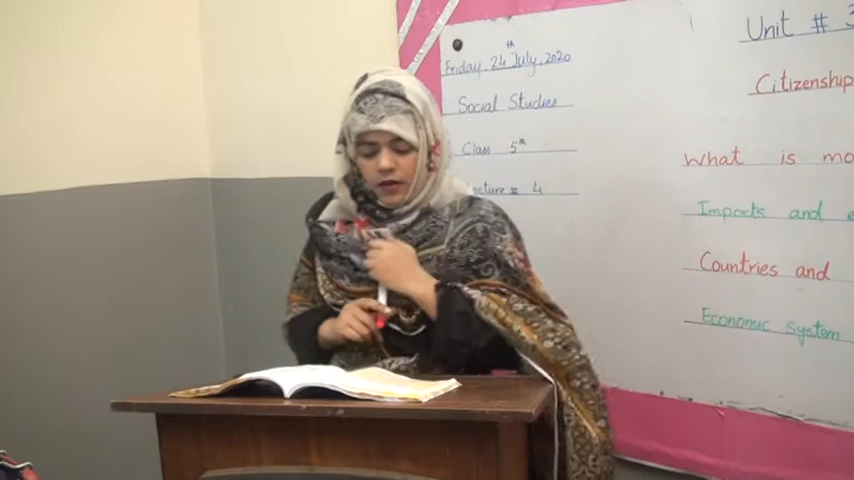 Friday, 24th July, 2020
Social Studies
Class 5th
Lecture # 4
Unit # 3
Citizenship
What is
Imports and
Countries and
Economic system